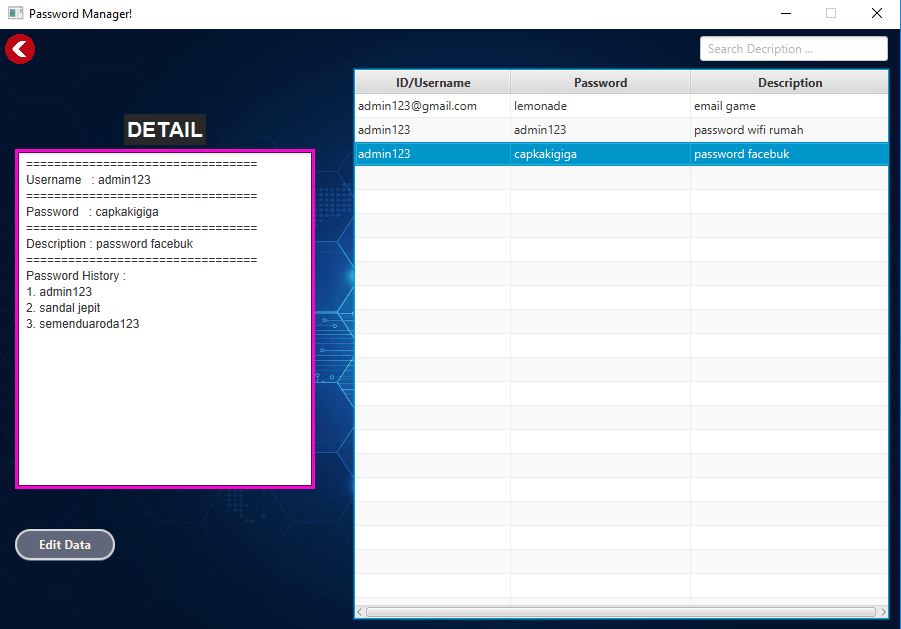 Password Manager!
Search Decription ...
DETAIL
==================================
Username : admin123
==================================
Password : capkakigiga
==================================
Description : password facebuk
==================================
Password History :
1. admin123
2. sandal jepit
3. semenduaroda123
Edit Data
ID/Username Password Description
admin123@gmail.com lemonade email game
admin123 admin123 password wifi rumah
admin123 capkakigiga password facebuk